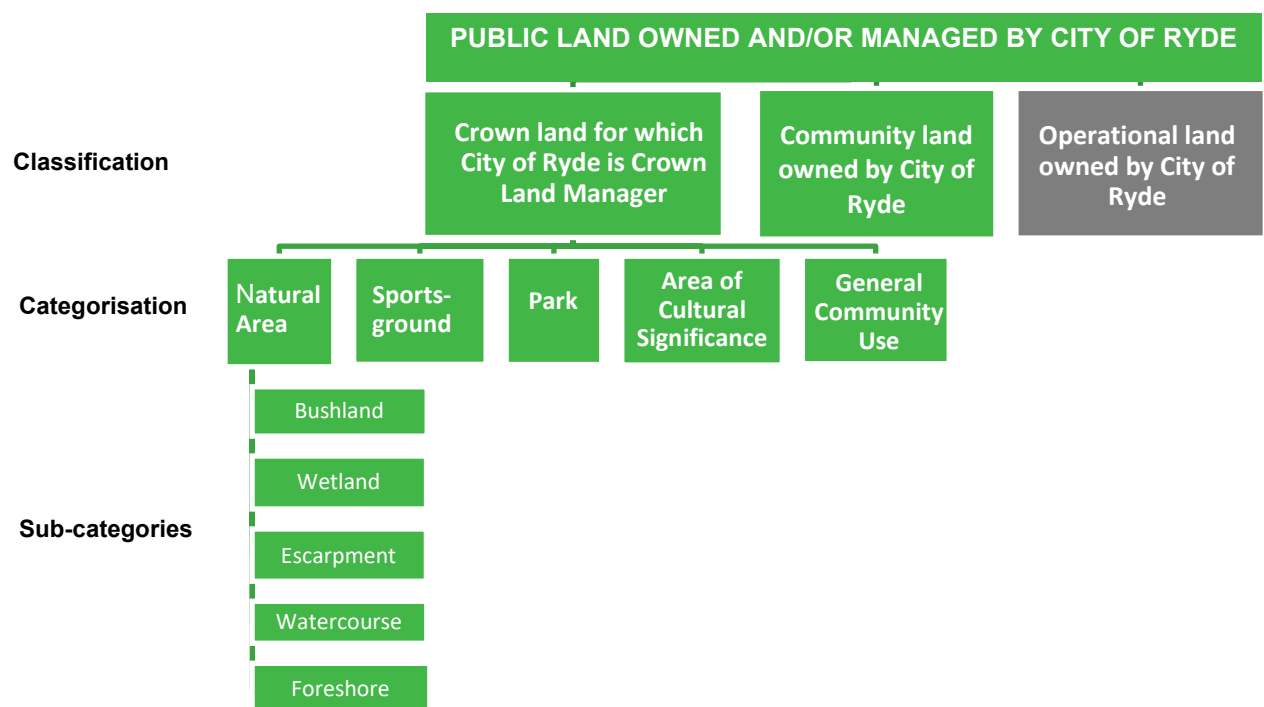 PUBLIC LAND OWNED AND/OR MANAGED BY CITY OF RYDE
Classification
Crown land for which
City of Ryde is Crown
Land Manager
Community land
owned by City of
Ryde
Operational land
owned by City of
Ryde
Categorisation
Natural
Area
Sports-
ground
Park
Area of
Cultural
Significance
General
Community
Use
Sub-categories
Bushland
Wetland
Escarpment
Watercourse
Foreshore